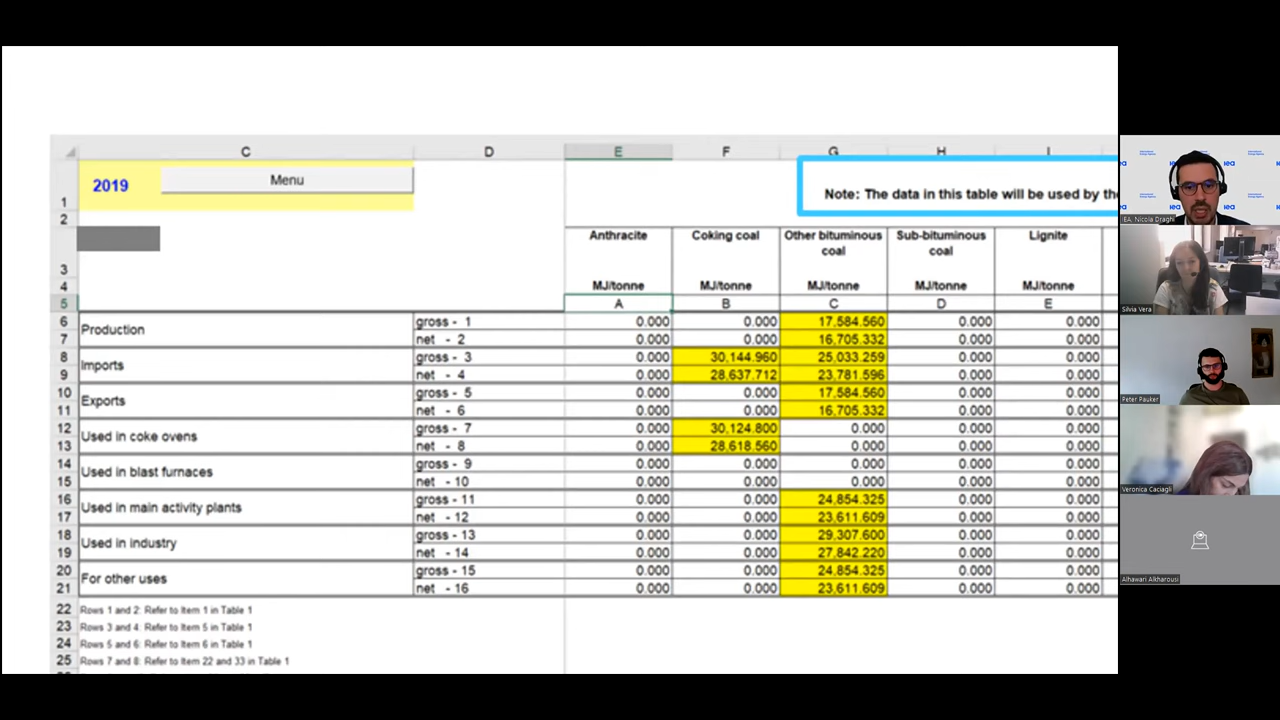 C D E F G H I
1 2019 Menu Note: The data in this table will be used by the
2
3 Anthracite Coking coal Other bituminous coal Sub-bituminous coal Lignite
4 MJ/tonne MJ/tonne MJ/tonne MJ/tonne MJ/tonne
5 A B C D E
6 Production gross - 1 0.000 0.000 17,584.560 0.000 0.000
7 net - 2 0.000 0.000 16,705.332 0.000 0.000
8 Imports gross - 3 0.000 30,144.960 25,033.259 0.000 0.000
9 net - 4 0.000 28,637.712 23,781.596 0.000 0.000
10 Exports gross - 5 0.000 0.000 17,584.560 0.000 0.000
11 net - 6 0.000 0.000 16,705.332 0.000 0.000
12 Used in coke ovens gross - 7 0.000 30,124.800 0.000 0.000 0.000
13 net - 8 0.000 28,618.560 0.000 0.000 0.000
14 Used in blast furnaces gross - 9 0.000 0.000 0.000 0.000 0.000
15 net - 10 0.000 0.000 0.000 0.000 0.000
16 Used in main activity plants gross - 11 0.000 0.000 24,854.325 0.000 0.000
17 net - 12 0.000 0.000 23,611.609 0.000 0.000
18 Used in industry gross - 13 0.000 0.000 29,307.600 0.000 0.000
19 net - 14 0.000 0.000 27,842.220 0.000 0.000
20 For other uses gross - 15 0.000 0.000 24,854.325 0.000 0.000
21 net - 16 0.000 0.000 23,611.609 0.000 0.000
22 Rows 1 and 2: Refer to Item 1 in Table 1
23 Rows 3 and 4: Refer to Item 5 in Table 1
24 Rows 5 and 6: Refer to Item 6 in Table 1
25 Rows 7 and 8: Refer to Item 22 and 33 in Table 1
iea
IEA, Nicola Draghi
Silvia Vera
Peter Pauker
Veronica Caciagli
Alhawari Alkharousi